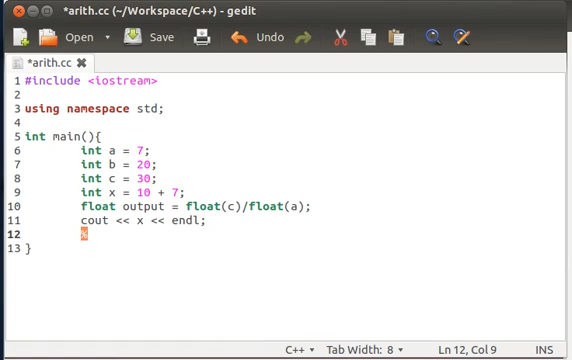 *arith.cc (~/Workspace/C++) - gedit
Open Save Undo
*arith.cc
1 #include <iostream>
2
3 using namespace std;
4
5 int main(){
6 int a = 7;
7 int b = 20;
8 int c = 30;
9 int x = 10 + 7;
10 float output = float(c)/float(a);
11 cout << x << endl;
12 %
13 }
C++ Tab Width: 8 Ln 12, Col 9 INS